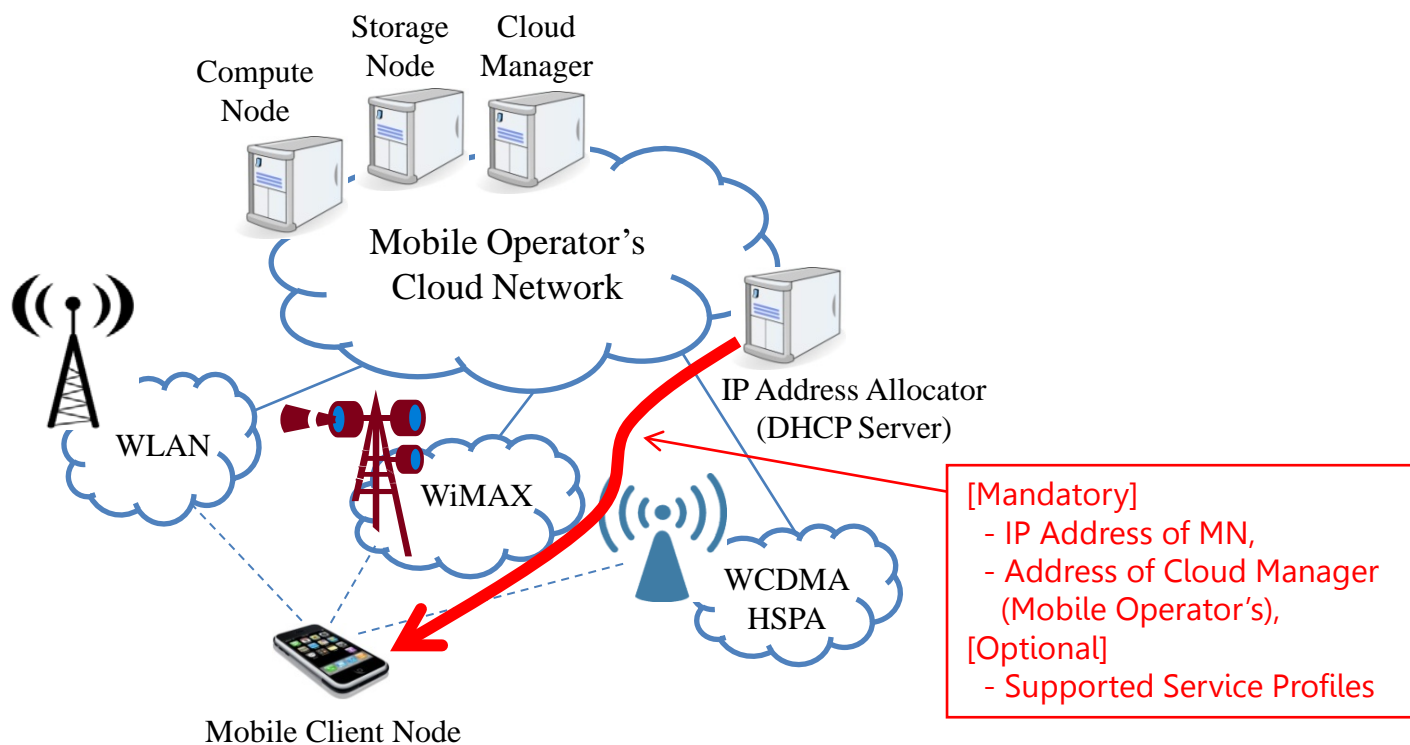 Storage
Node
Cloud
Manager
Compute
Node
Mobile Operator’s
Cloud Network
IP Address Allocator
(DHCP Server)
WLAN
WiMAX
WCDMA
HSPA
[Mandatory]
- IP Address of MN,
- Address of Cloud Manager
(Mobile Operator’s),
[Optional]
- Supported Service Profiles
Mobile Client Node